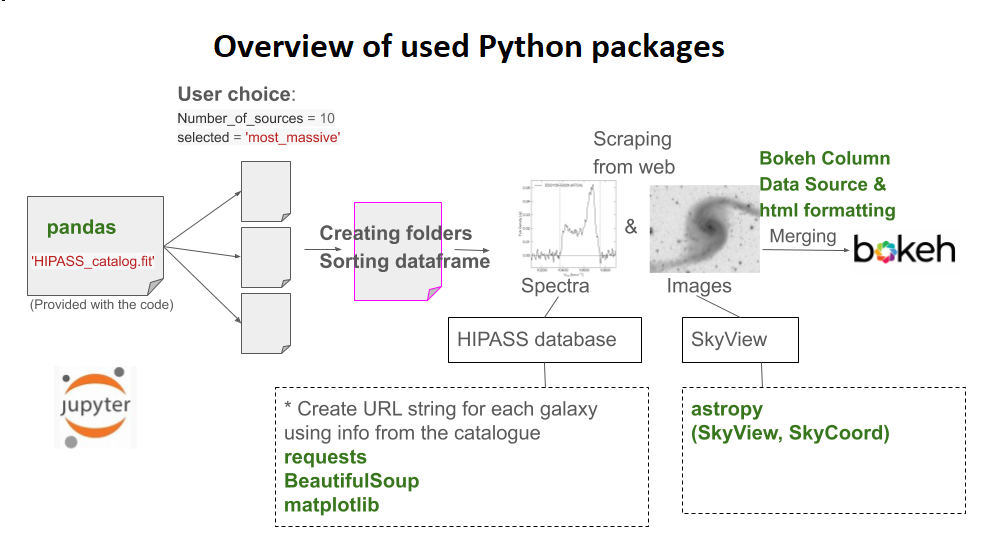 Overview of used Python packages
User choice:
Number_of_sources = 10
selected = 'most_massive'
pandas
'HIPASS_catalog.fit'
(Provided with the code)
Creating folders
Sorting dataframe
Scraping
from web
&
Spectra
Images
Bokeh Column
Data Source &
html formatting
Merging
bokeh
HIPASS database
SkyView
jupyter
* Create URL string for each galaxy
using info from the catalogue
requests
BeautifulSoup
matplotlib
astropy
(SkyView, SkyCoord)